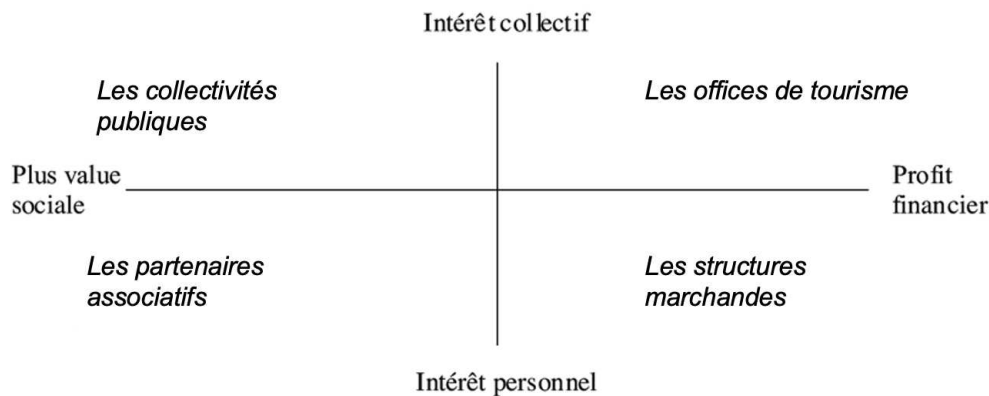 Intérêt collectif
Les collectivités
publiques
Les offices de tourisme
Plus value
sociale
Profit
financier
Les partenaires
associatifs
Les structures
marchandes
Intérêt personnel